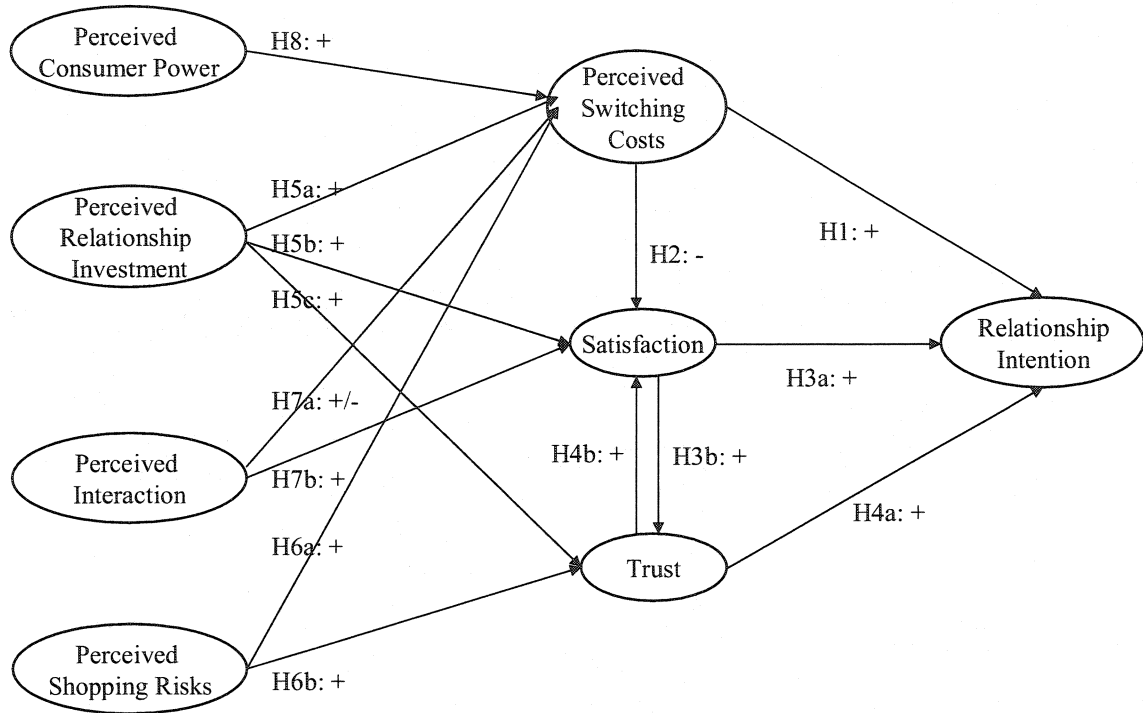 Perceived
Consumer Power
H8: +
Perceived
Switching
Costs
H5a: +
Perceived
Relationship
Investment
H5b: +
H5c: +
H1: +
H2: -
Satisfaction
H3a: +
Relationship
Intention
H7a: +/-
Perceived
Interaction
H7b: +
H4b: +
H3b: +
H4a: +
H6a: +
Trust
Perceived
Shopping Risks
H6b: +